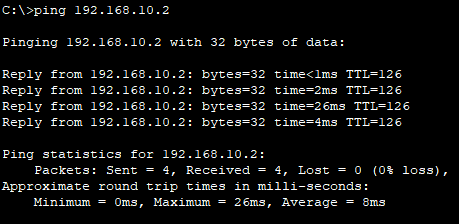 C:\>ping 192.168.10.2
Pinging 192.168.10.2 with 32 bytes of data:
Reply from 192.168.10.2: bytes=32 time<1ms TTL=126
Reply from 192.168.10.2: bytes=32 time=2ms TTL=126
Reply from 192.168.10.2: bytes=32 time=26ms TTL=126
Reply from 192.168.10.2: bytes=32 time=4ms TTL=126
Ping statistics for 192.168.10.2:
    Packets: Sent = 4, Received = 4, Lost = 0 (0% loss),
Approximate round trip times in milli-seconds:
    Minimum = 0ms, Maximum = 26ms, Average = 8ms